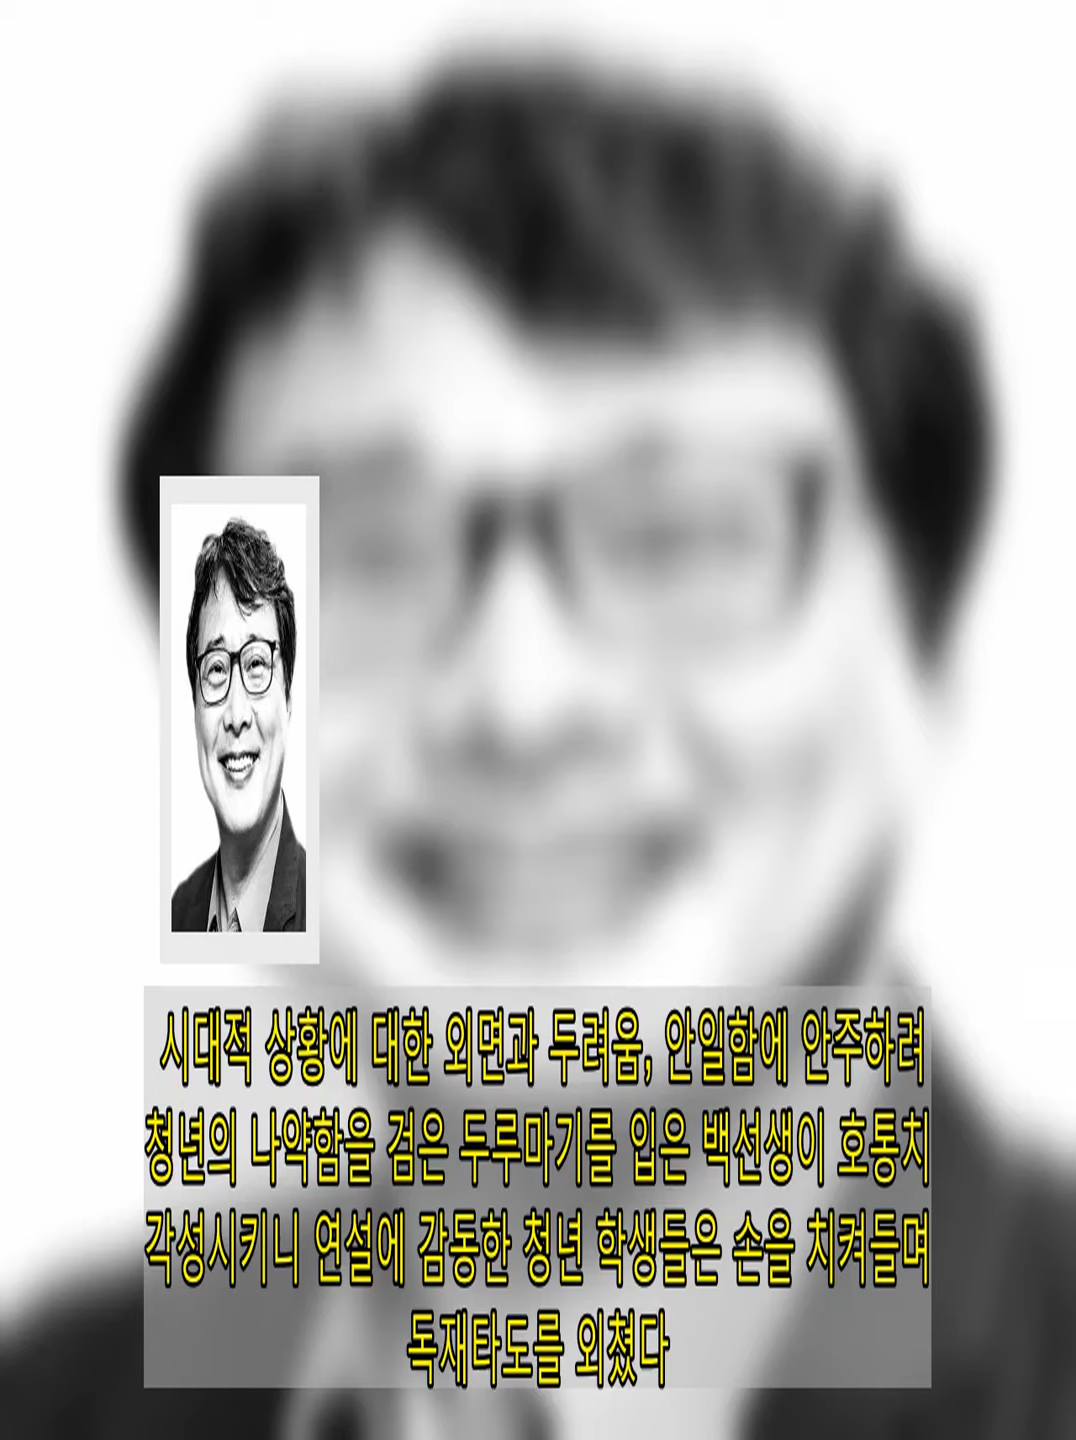 시대적 상황에 대한 외면과 두려움, 안일함에 안주하려
청년의 나약함을 검은 두루마기를 입은 백선생이 호통치
각성시키니 연설에 감동한 청년 학생들은 손을 치켜들며
독재타도를 외쳤다